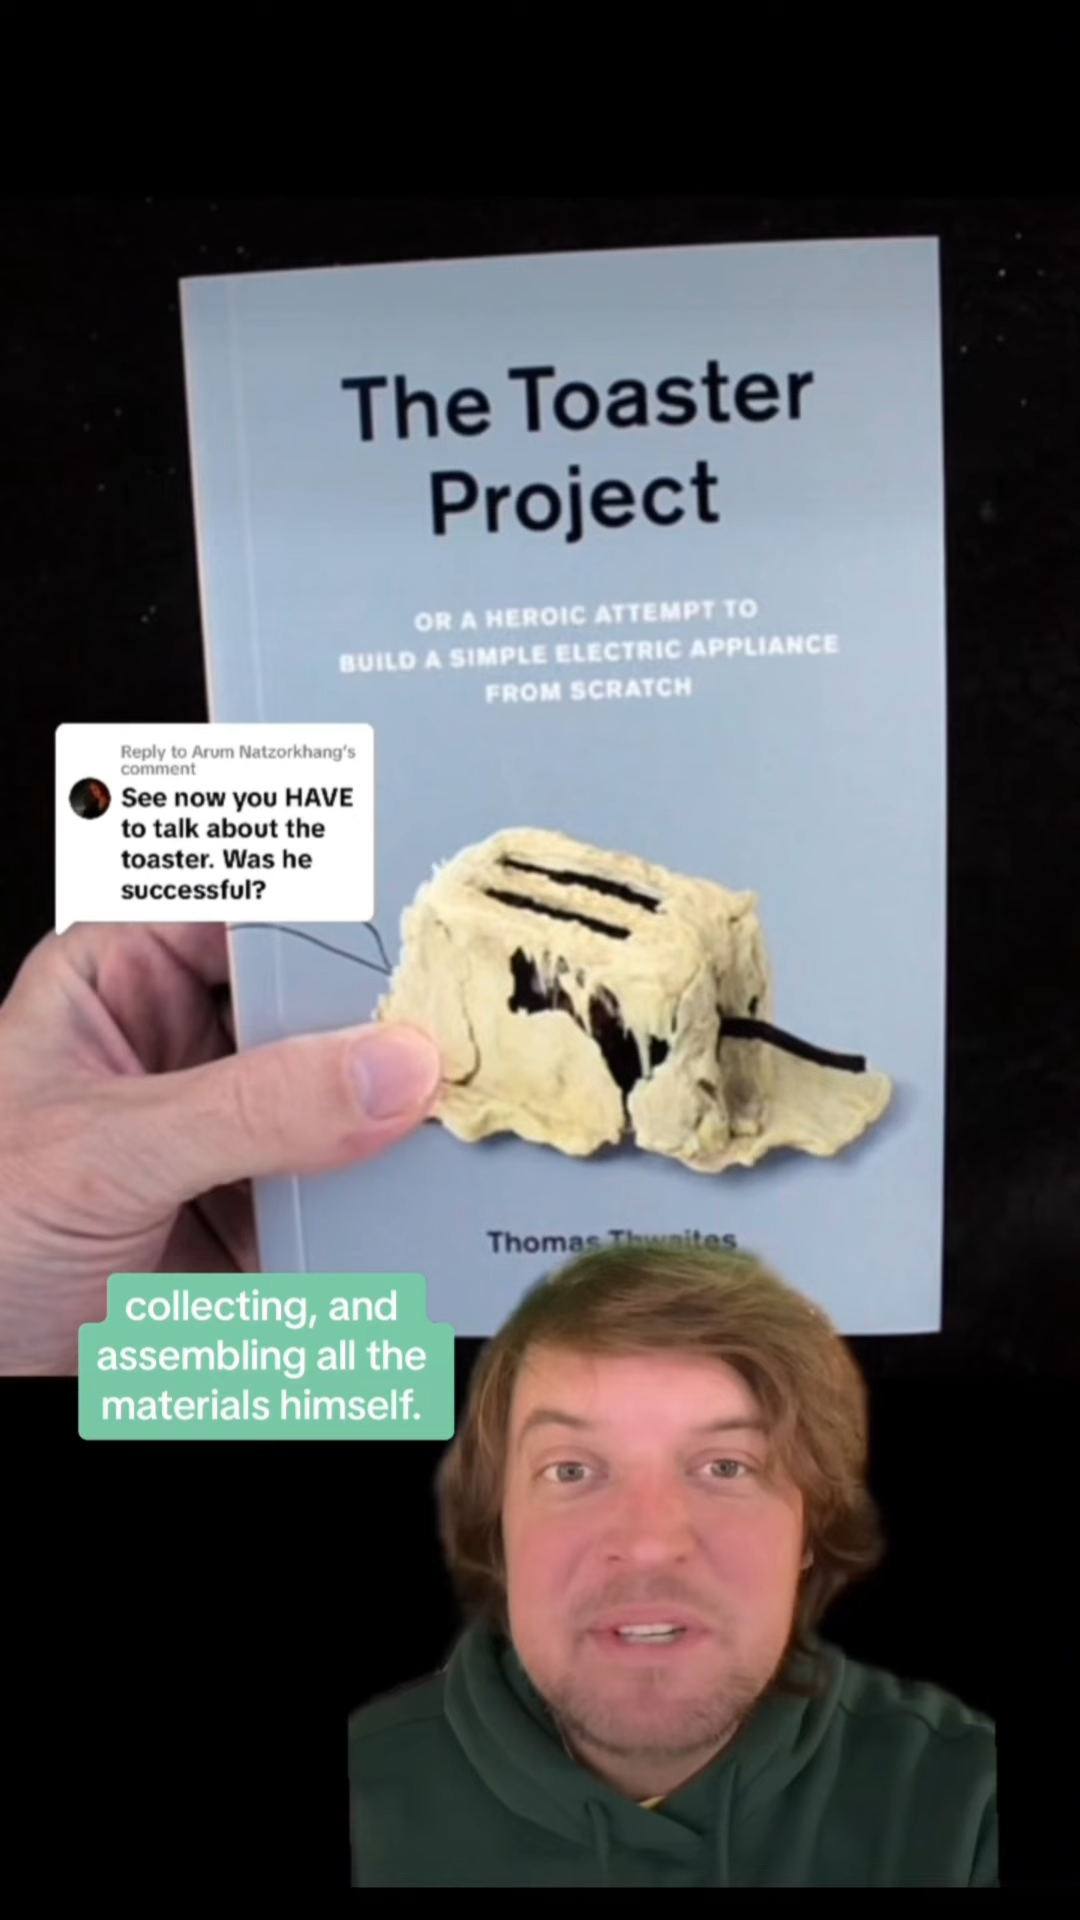 The Toaster
Project
OR A HEROIC ATTEMPT TO
BUILD A SIMPLE ELECTRIC APPLIANCE
FROM SCRATCH
Reply to Arum Natzorkhang's
comment
See now you HAVE
to talk about the
toaster. Was he
successful?
Thomas Thwaites
collecting, and
assembling all the
materials himself.